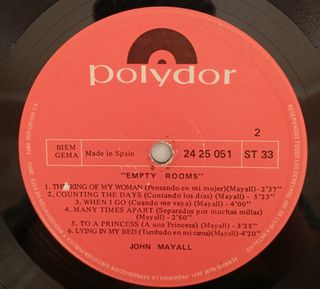 polydor
2
BIEM
GEMA
Made in Spain
24 25 051
ST 33
"EMPTY ROOMS"
1. THINKING OF MY WOMAN (Pensando en mi mujer)(Mayall) - 2'37"
2. COUNTING THE DAYS (Contando los días) (Mayall) - 5'23"
3. WHEN I GO (Cuando me vaya) (Mayall) - 4'00"
4. MANY TIMES APART (Separados por muchas millas)
(Mayall) - 2'50"
5. TO A PRINCESS (A una Princesa) (Mayall) - 3'25"
6. LYING IN MY BED (Tumbado en mi cama)(Mayall)-4'20"
JOHN MAYALL